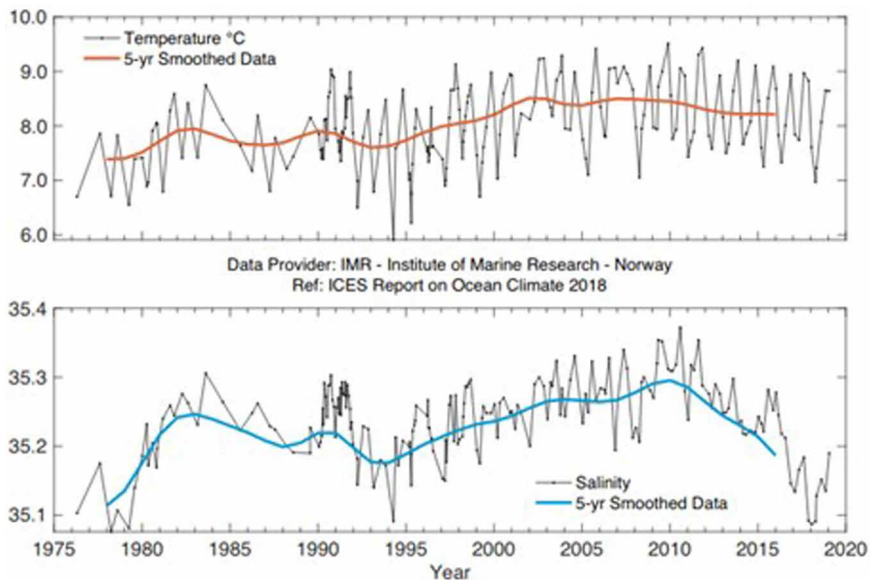 10.0
9.0
8.0
7.0
6.0
Temperature °C
5-yr Smoothed Data
Data Provider: IMR - Institute of Marine Research - Norway
Ref: ICES Report on Ocean Climate 2018
35.4
35.3
35.2
35.1
Salinity
5-yr Smoothed Data
1975 1980 1985 1990 1995 2000 2005 2010 2015 2020
Year